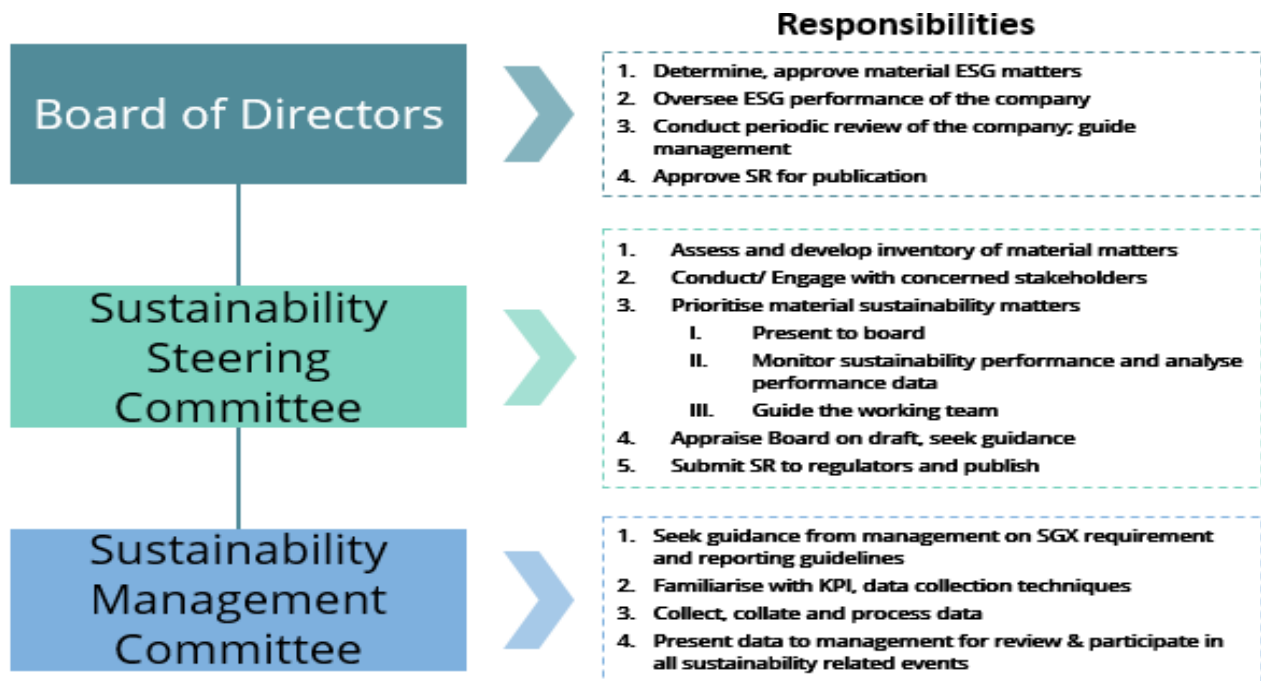 Responsibilities
Board of Directors
1. Determine, approve material ESG matters
2. Oversee ESG performance of the company
3. Conduct periodic review of the company; guide
management
4. Approve SR for publication
Sustainability
Steering
Committee
1. Assess and develop inventory of material matters
2. Conduct/ Engage with concerned stakeholders
3. Prioritise material sustainability matters
I. Present to board
II. Monitor sustainability performance and analyse
performance data
III. Guide the working team
4. Appraise Board on draft, seek guidance
5. Submit SR to regulators and publish
Sustainability
Management
Committee
1. Seek guidance from management on SGX requirement
and reporting guidelines
2. Familiarise with KPI, data collection techniques
3. Collect, collate and process data
4. Present data to management for review & participate in
all sustainability related events